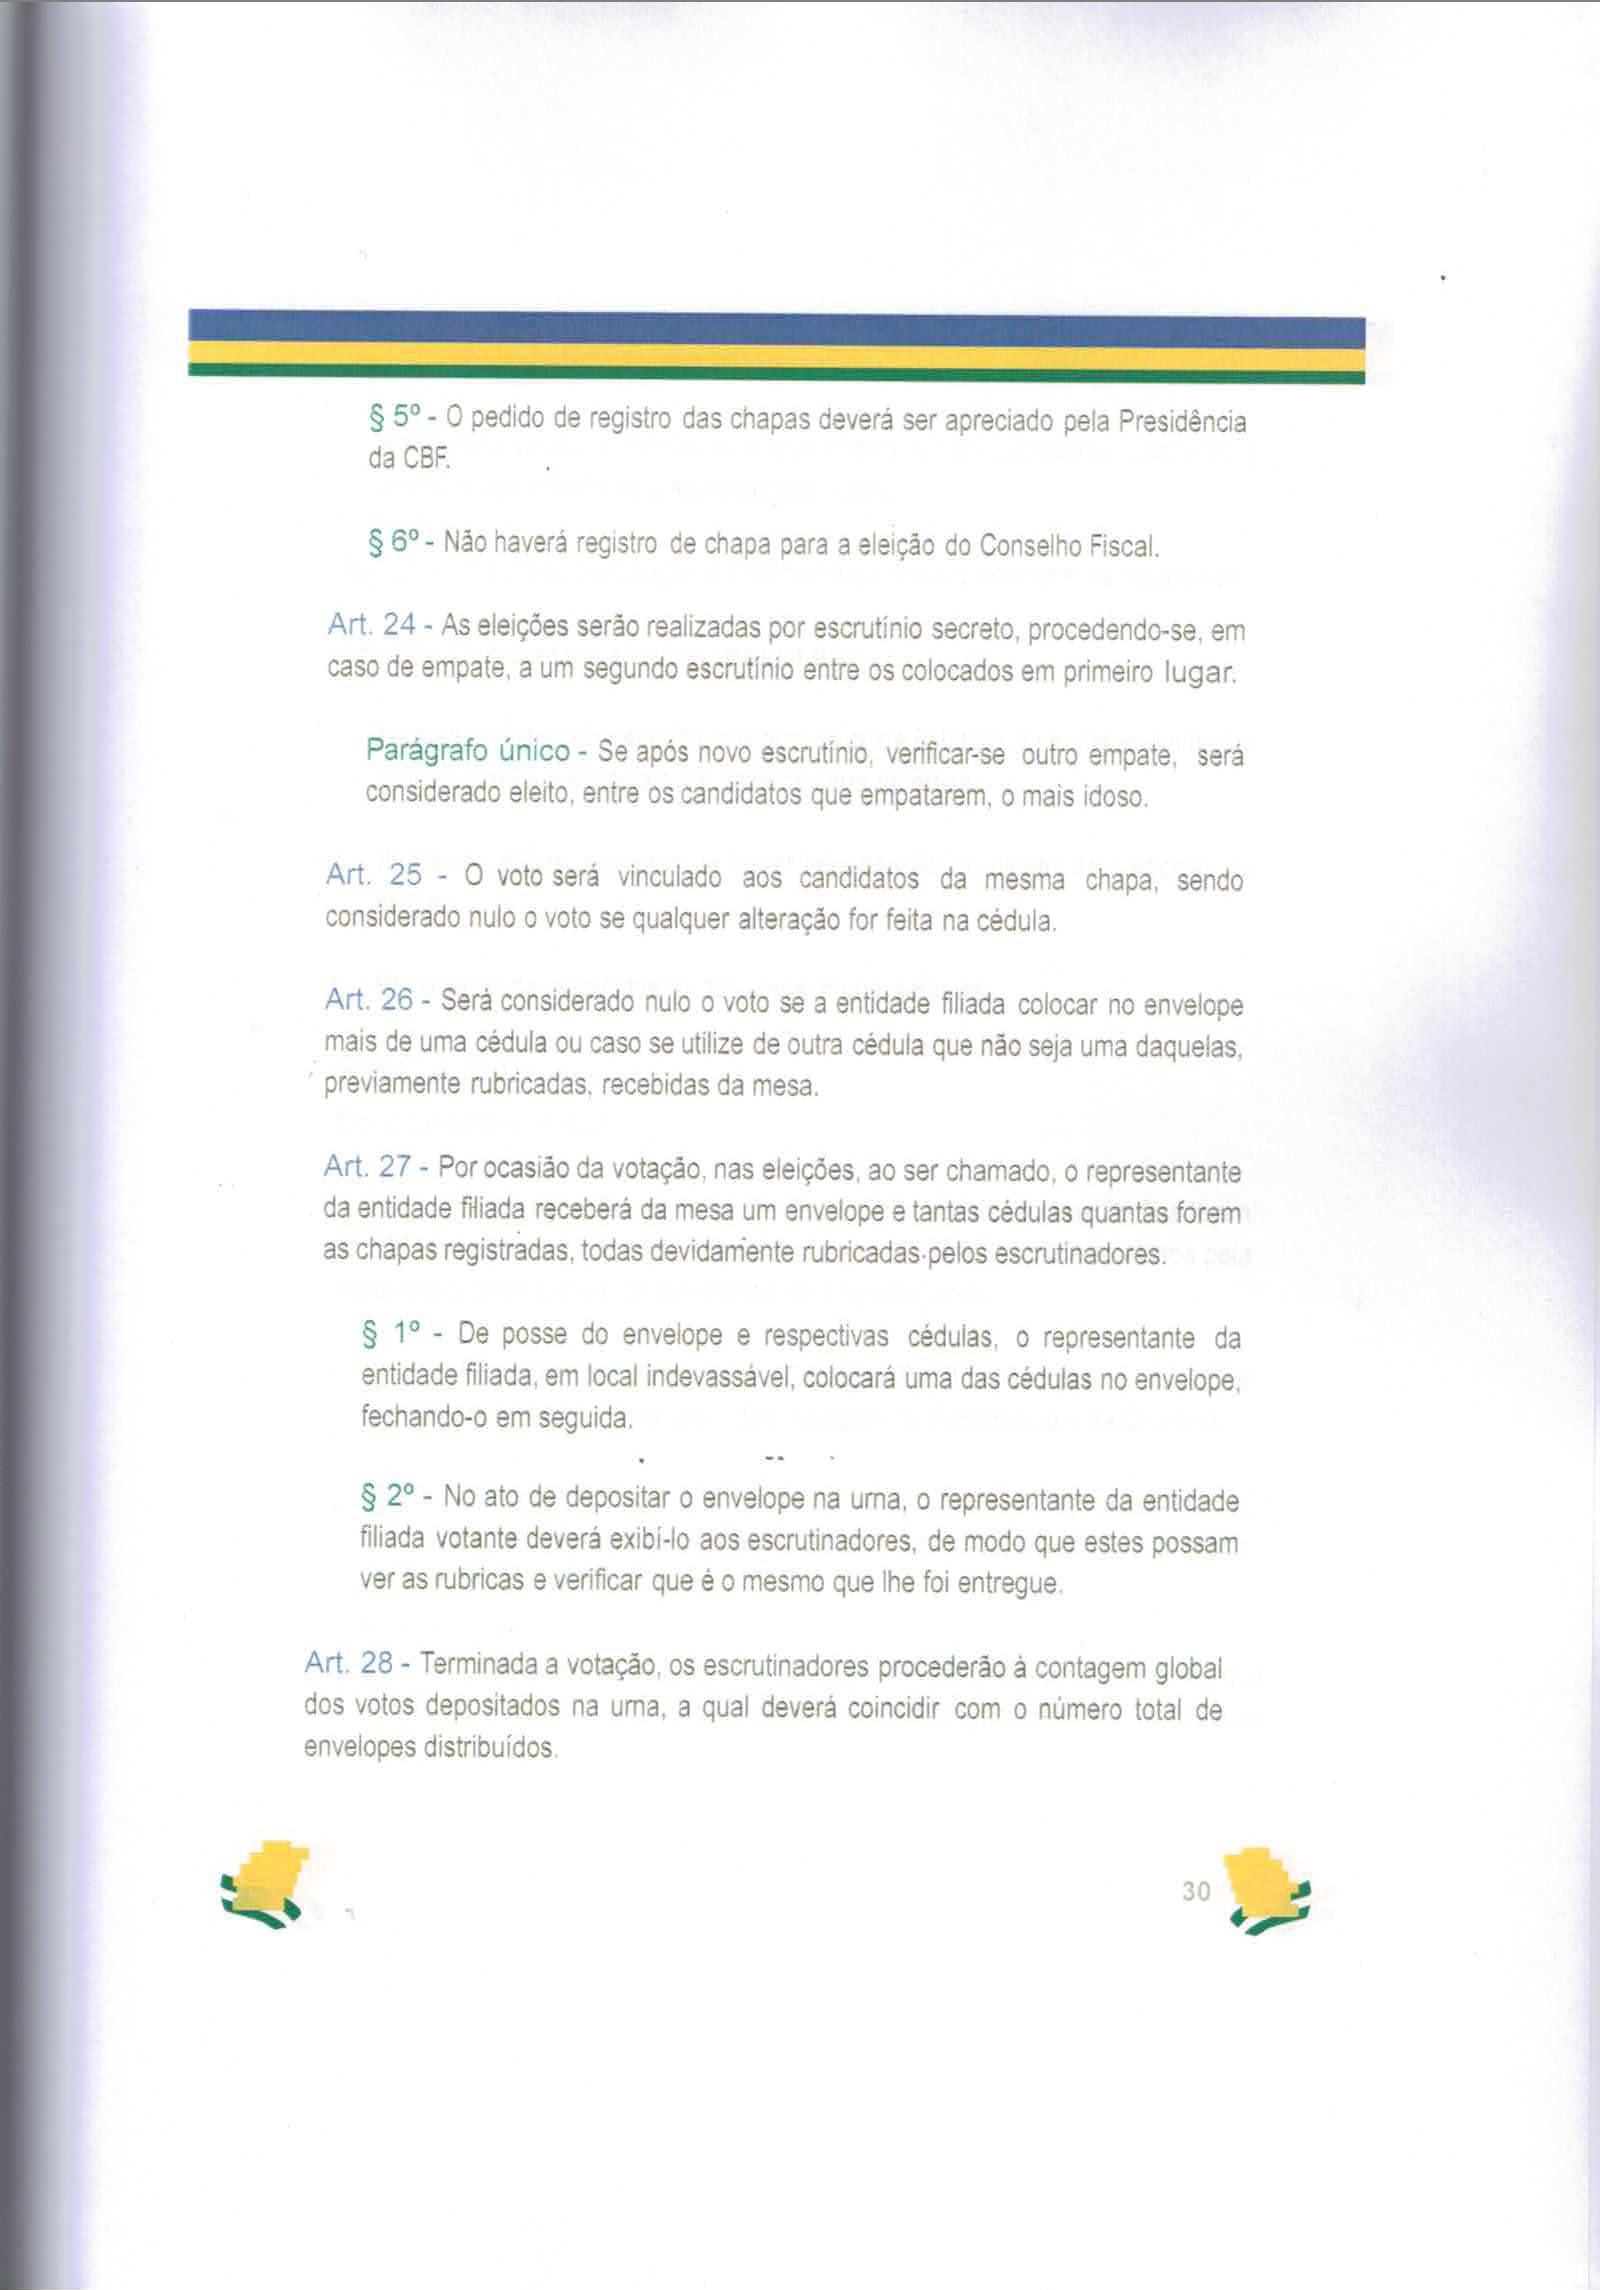 § 5º - O pedido de registro das chapas deverá ser apreciado pela Presidência
da CBF.
§ 6º - Não haverá registro de chapa para a eleição do Conselho Fiscal.
Art. 24 - As eleições serão realizadas por escrutínio secreto, procedendo-se, em
caso de empate, a um segundo escrutínio entre os colocados em primeiro lugar.
Parágrafo único - Se após novo escrutínio, verificar-se outro empate, será
considerado eleito, entre os candidatos que empatarem, o mais idoso.
Art. 25 - O voto será vinculado aos candidatos da mesma chapa, sendo
considerado nulo o voto se qualquer alteração for feita na cédula.
Art. 26 - Será considerado nulo o voto se a entidade filiada colocar no envelope
mais de uma cédula ou caso se utilize de outra cédula que não seja uma daquelas,
previamente rubricadas, recebidas da mesa.
Art. 27 - Por ocasião da votação, nas eleições, ao ser chamado, o representante
da entidade filiada receberá da mesa um envelope e tantas cédulas quantas forem
as chapas registradas, todas devidamente rubricadas pelos escrutinadores.
§ 1º - De posse do envelope e respectivas cédulas, o representante da
entidade filiada, em local indevassável, colocará uma das cédulas no envelope,
fechando-o em seguida.
§ 2º - No ato de depositar o envelope na urna, o representante da entidade
filiada votante deverá exibí-lo aos escrutinadores, de modo que estes possam
ver as rubricas e verificar que é o mesmo que lhe foi entregue.
Art. 28 - Terminada a votação, os escrutinadores procederão à contagem global
dos votos depositados na urna, a qual deverá coincidir com o número total de
envelopes distribuídos.
30